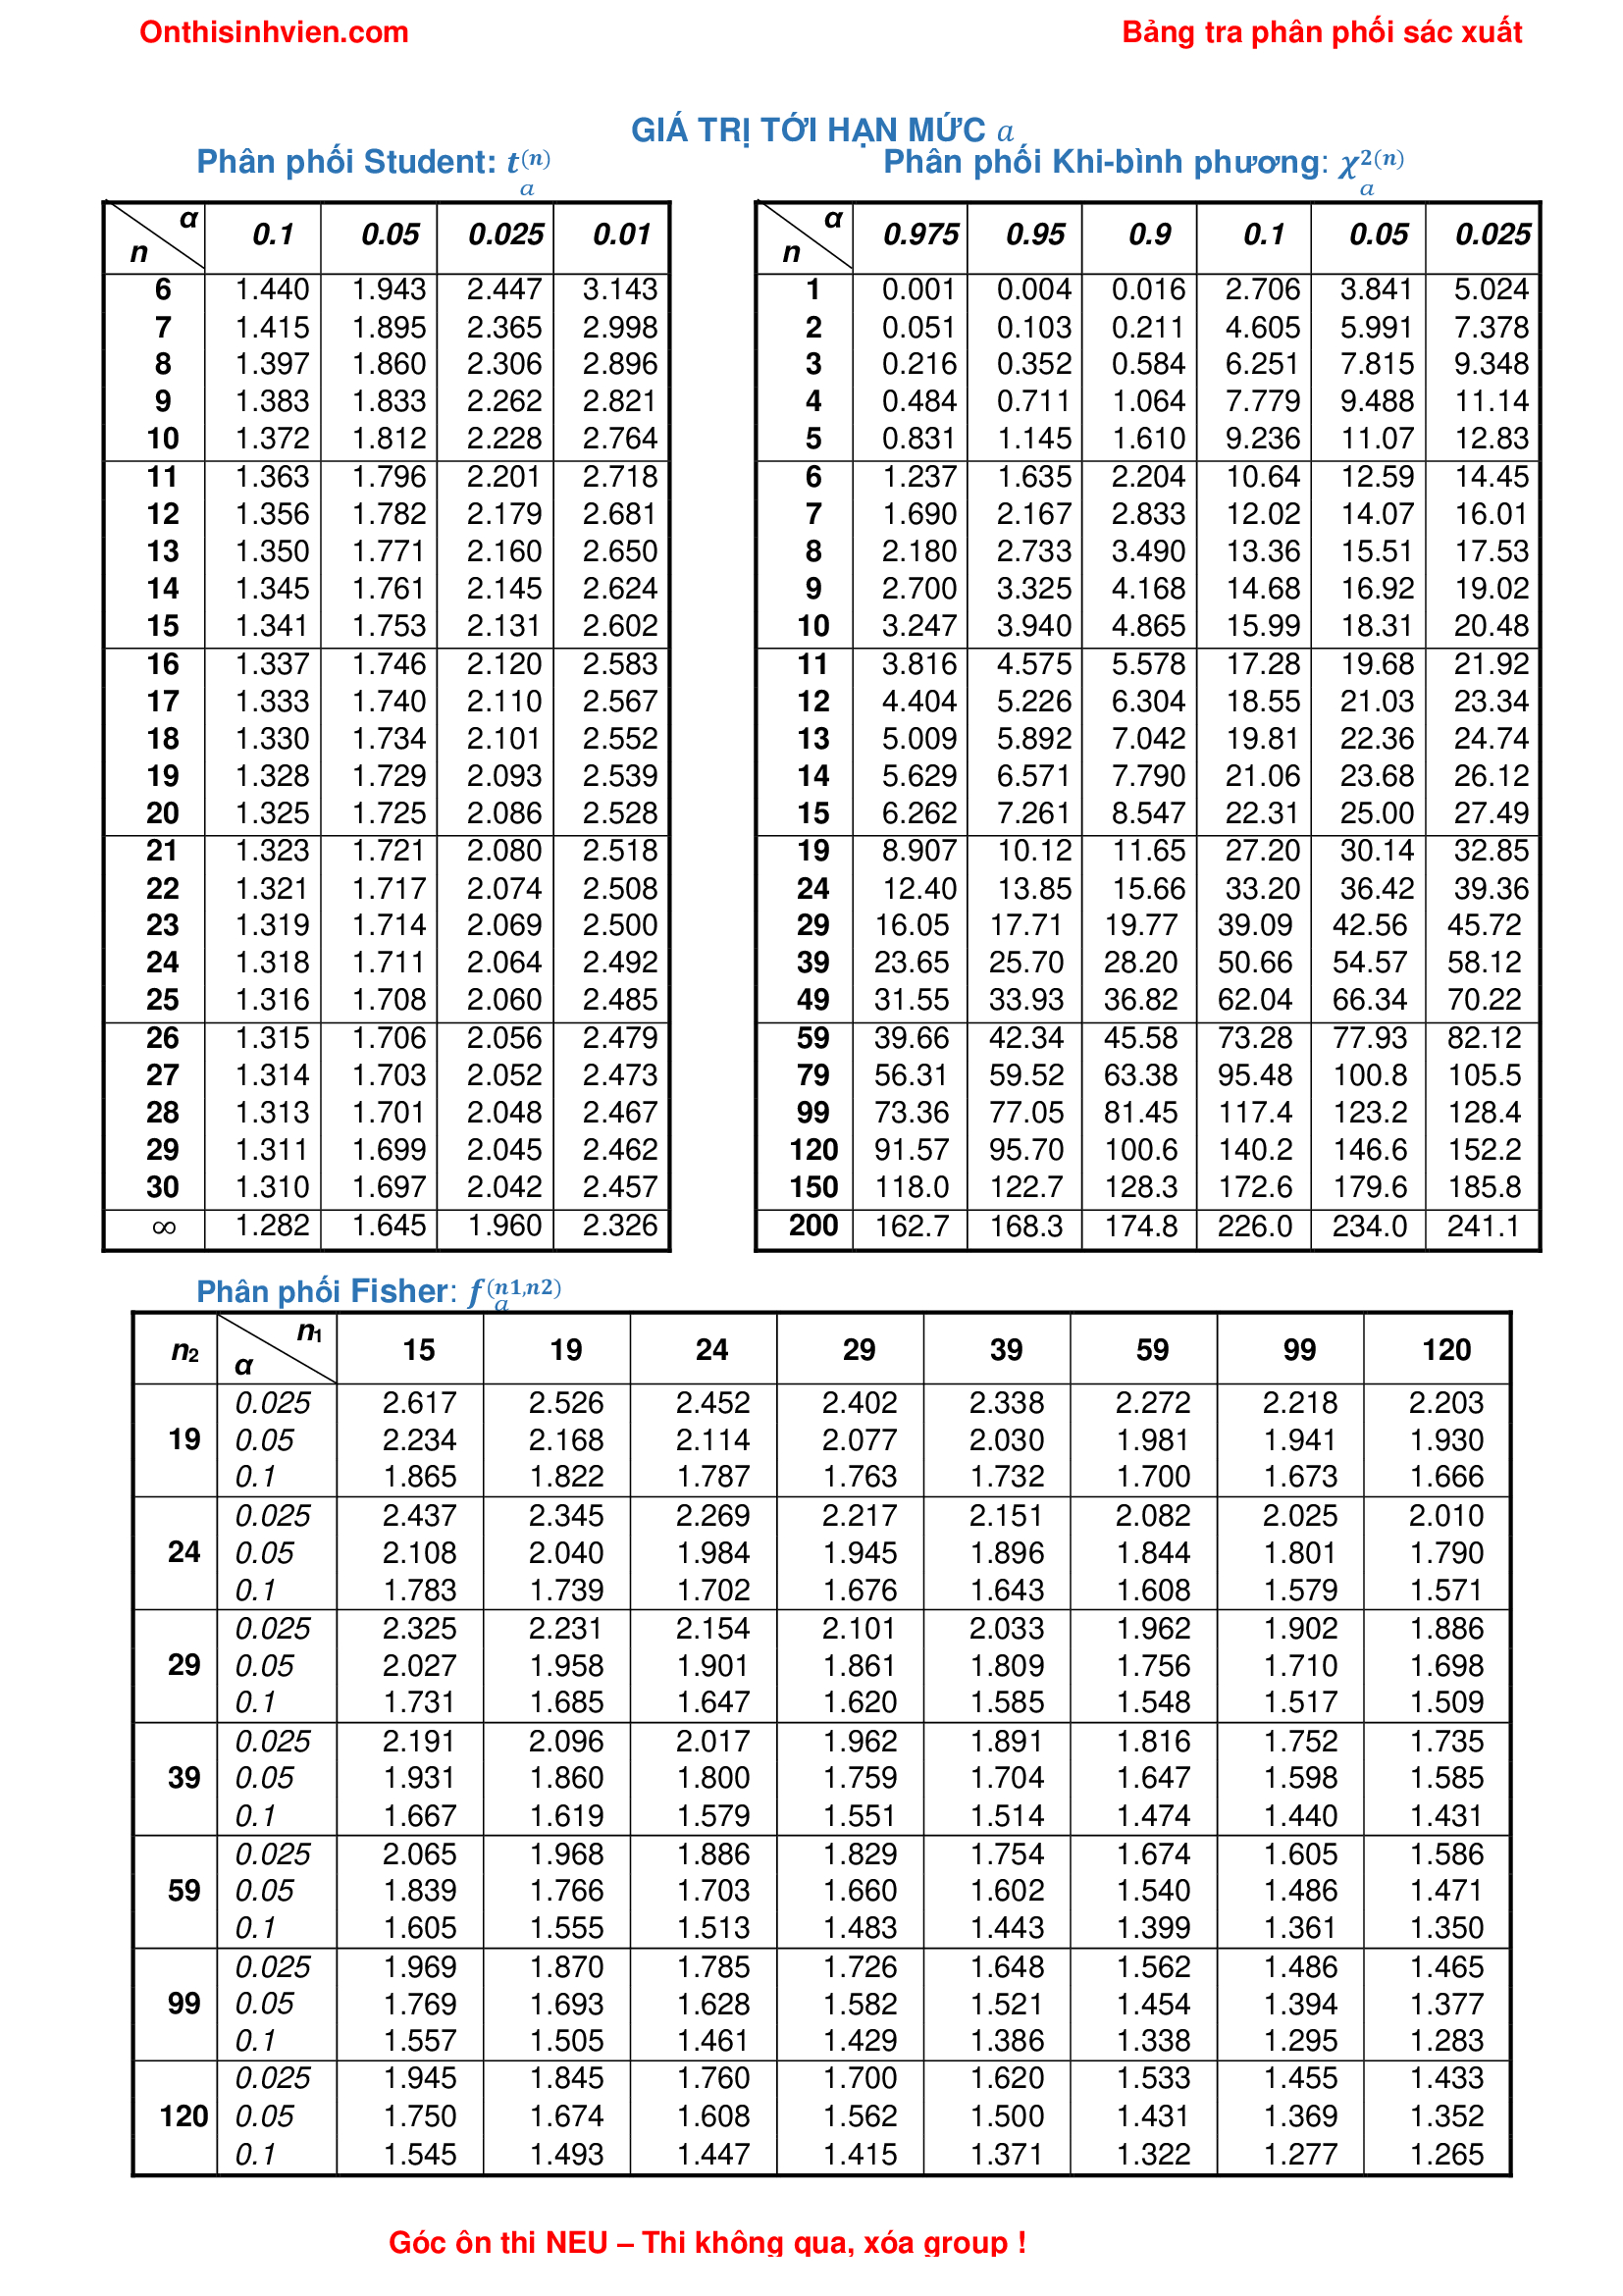 Onthisinhvien.com Bảng tra phân phối sác xuất
GIÁ TRỊ TỚI HẠN MỨC a
Phân phối Student: t(n)a Phân phối Khi-bình phương: χ2(n)a
n α 0.1 0.05 0.025 0.01 n α 0.975 0.95 0.9 0.1 0.05 0.025
6 1.440 1.943 2.447 3.143 1 0.001 0.004 0.016 2.706 3.841 5.024
7 1.415 1.895 2.365 2.998 2 0.051 0.103 0.211 4.605 5.991 7.378
8 1.397 1.860 2.306 2.896 3 0.216 0.352 0.584 6.251 7.815 9.348
9 1.383 1.833 2.262 2.821 4 0.484 0.711 1.064 7.779 9.488 11.14
10 1.372 1.812 2.228 2.764 5 0.831 1.145 1.610 9.236 11.07 12.83
11 1.363 1.796 2.201 2.718 6 1.237 1.635 2.204 10.64 12.59 14.45
12 1.356 1.782 2.179 2.681 7 1.690 2.167 2.833 12.02 14.07 16.01
13 1.350 1.771 2.160 2.650 8 2.180 2.733 3.490 13.36 15.51 17.53
14 1.345 1.761 2.145 2.624 9 2.700 3.325 4.168 14.68 16.92 19.02
15 1.341 1.753 2.131 2.602 10 3.247 3.940 4.865 15.99 18.31 20.48
16 1.337 1.746 2.120 2.583 11 3.816 4.575 5.578 17.28 19.68 21.92
17 1.333 1.740 2.110 2.567 12 4.404 5.226 6.304 18.55 21.03 23.34
18 1.330 1.734 2.101 2.552 13 5.009 5.892 7.042 19.81 22.36 24.74
19 1.328 1.729 2.093 2.539 14 5.629 6.571 7.790 21.06 23.68 26.12
20 1.325 1.725 2.086 2.528 15 6.262 7.261 8.547 22.31 25.00 27.49
21 1.323 1.721 2.080 2.518 19 8.907 10.12 11.65 27.20 30.14 32.85
22 1.321 1.717 2.074 2.508 24 12.40 13.85 15.66 33.20 36.42 39.36
23 1.319 1.714 2.069 2.500 29 16.05 17.71 19.77 39.09 42.56 45.72
24 1.318 1.711 2.064 2.492 39 23.65 25.70 28.20 50.66 54.57 58.12
25 1.316 1.708 2.060 2.485 49 31.55 33.93 36.82 62.04 66.34 70.22
26 1.315 1.706 2.056 2.479 59 39.66 42.34 45.58 73.28 77.93 82.12
27 1.314 1.703 2.052 2.473 79 56.31 59.52 63.38 95.48 100.8 105.5
28 1.313 1.701 2.048 2.467 99 73.36 77.05 81.45 117.4 123.2 128.4
29 1.311 1.699 2.045 2.462 120 91.57 95.70 100.6 140.2 146.6 152.2
30 1.310 1.697 2.042 2.457 150 118.0 122.7 128.3 172.6 179.6 185.8
∞ 1.282 1.645 1.960 2.326 200 162.7 168.3 174.8 226.0 234.0 241.1
Phân phối Fisher: f(n1,n2)a
n2 α n1 15 19 24 29 39 59 99 120
0.025 2.617 2.526 2.452 2.402 2.338 2.272 2.218 2.203
19 0.05 2.234 2.168 2.114 2.077 2.030 1.981 1.941 1.930
0.1 1.865 1.822 1.787 1.763 1.732 1.700 1.673 1.666
0.025 2.437 2.345 2.269 2.217 2.151 2.082 2.025 2.010
24 0.05 2.108 2.040 1.984 1.945 1.896 1.844 1.801 1.790
0.1 1.783 1.739 1.702 1.676 1.643 1.608 1.579 1.571
0.025 2.325 2.231 2.154 2.101 2.033 1.962 1.902 1.886
29 0.05 2.027 1.958 1.901 1.861 1.809 1.756 1.710 1.698
0.1 1.731 1.685 1.647 1.620 1.585 1.548 1.517 1.509
0.025 2.191 2.096 2.017 1.962 1.891 1.816 1.752 1.735
39 0.05 1.931 1.860 1.800 1.759 1.704 1.647 1.598 1.585
0.1 1.667 1.619 1.579 1.551 1.514 1.474 1.440 1.431
0.025 2.065 1.968 1.886 1.829 1.754 1.674 1.605 1.586
59 0.05 1.839 1.766 1.703 1.660 1.602 1.540 1.486 1.471
0.1 1.605 1.555 1.513 1.483 1.443 1.399 1.361 1.350
0.025 1.969 1.870 1.785 1.726 1.648 1.562 1.486 1.465
99 0.05 1.769 1.693 1.628 1.582 1.521 1.454 1.394 1.377
0.1 1.557 1.505 1.461 1.429 1.386 1.338 1.295 1.283
0.025 1.945 1.845 1.760 1.700 1.620 1.533 1.455 1.433
120 0.05 1.750 1.674 1.608 1.562 1.500 1.431 1.369 1.352
0.1 1.545 1.493 1.447 1.415 1.371 1.322 1.277 1.265
Góc ôn thi NEU – Thi không qua, xóa group !